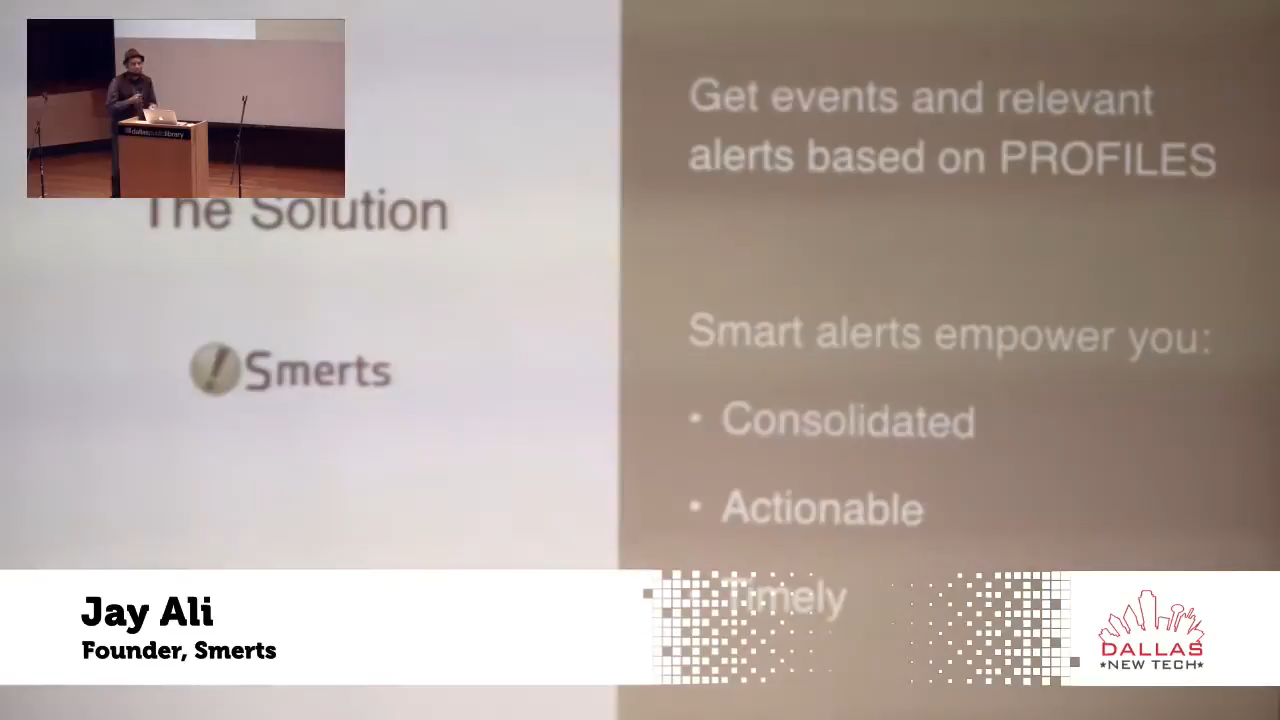 dallaspubliclibrary
The Solution
!Smerts
Get events and relevant
alerts based on PROFILES
Smart alerts empower you:
• Consolidated
• Actionable
Timely
Jay Ali
Founder, Smerts
DALLAS
★NEW TECH★